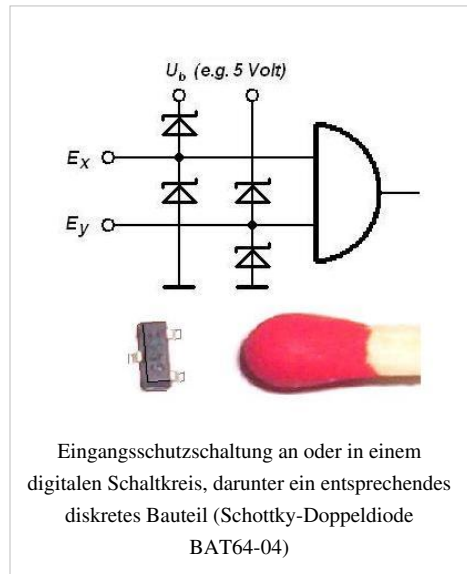 U_b (e.g. 5 Volt)
E_x
E_y
Eingangsschutzschaltung an oder in einem
digitalen Schaltkreis, darunter ein entsprechendes
diskretes Bauteil (Schottky-Doppeldiode
BAT64-04)